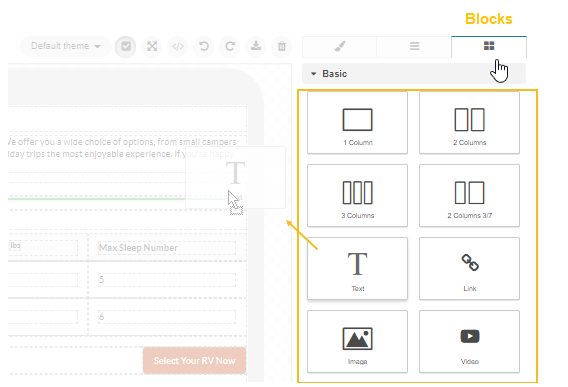 Blocks
Default theme
Basic
1 Column
2 Columns
We offer you a wide choice of options, from small campers
iday trips the most enjoyable experience. If you're happy
T
3 Columns
2 Columns 3/7
lbs
Max Sleep Number
T
Text
Link
5
6
Select Your RV Now
Image
Video